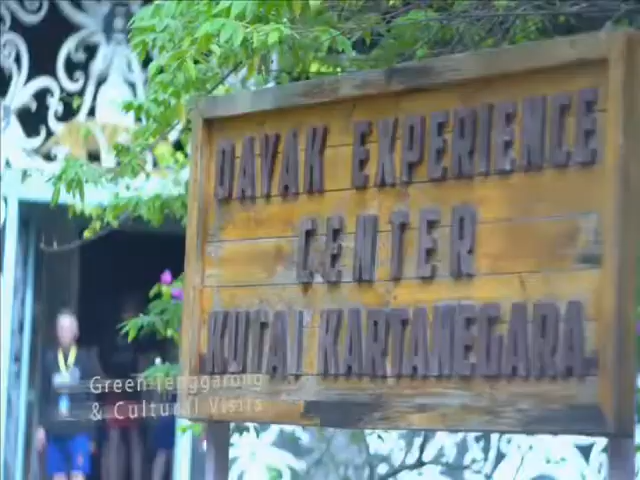 DAYAK EXPERIENCE
CENTER
KUTAI KARTANEGARA
Green Tenggarong
& Cultural Visits